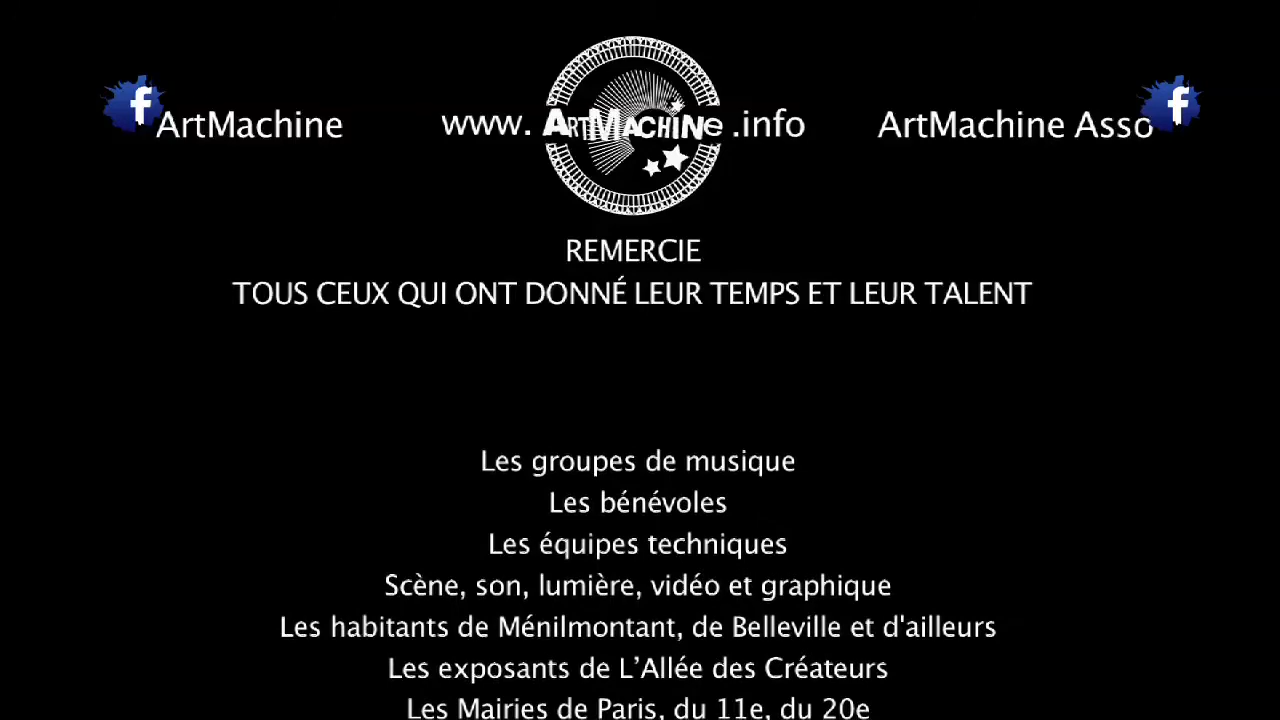 f ArtMachine www. ARTMACHINe .info ArtMachine Asso f
REMERCIE
TOUS CEUX QUI ONT DONNÉ LEUR TEMPS ET LEUR TALENT
Les groupes de musique
Les bénévoles
Les équipes techniques
Scène, son, lumière, vidéo et graphique
Les habitants de Ménilmontant, de Belleville et d'ailleurs
Les exposants de L’Allée des Créateurs
Les Mairies de Paris, du 11e, du 20e